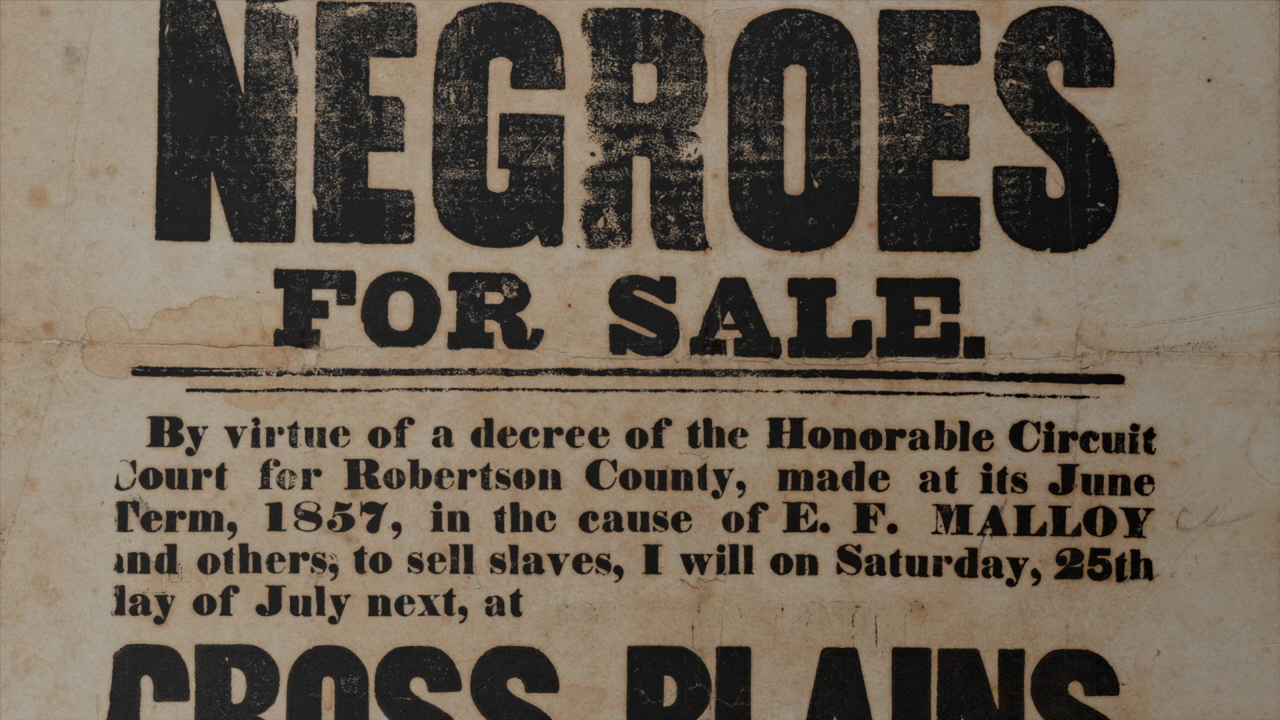 NEGROES
FOR SALE.
By virtue of a decree of the Honorable Circuit
Court for Robertson County, made at its June
Term, 1857, in the cause of E. F. MALLOY
and others, to sell slaves, I will on Saturday, 25th
day of July next, at
CROSS PLAINS